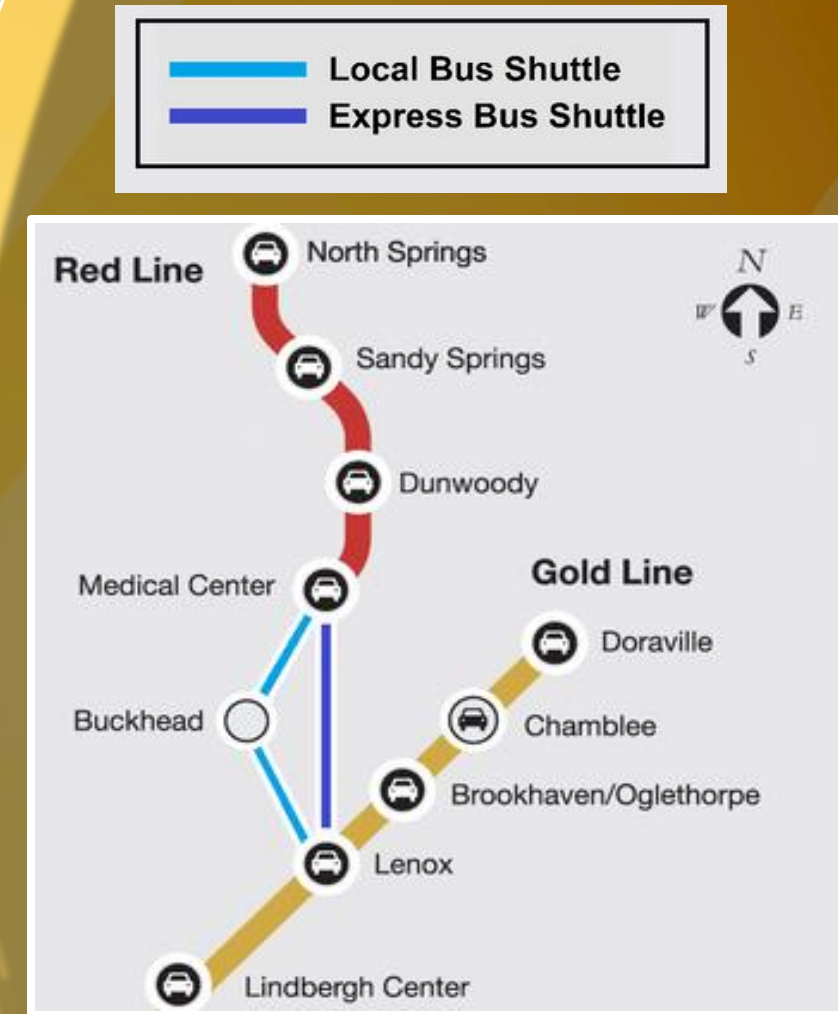 Local Bus Shuttle
Express Bus Shuttle
Red Line
North Springs
N
W
E
S
Sandy Springs
Dunwoody
Medical Center
Gold Line
Doraville
Buckhead
Chamblee
Brookhaven/Oglethorpe
Lenox
Lindbergh Center